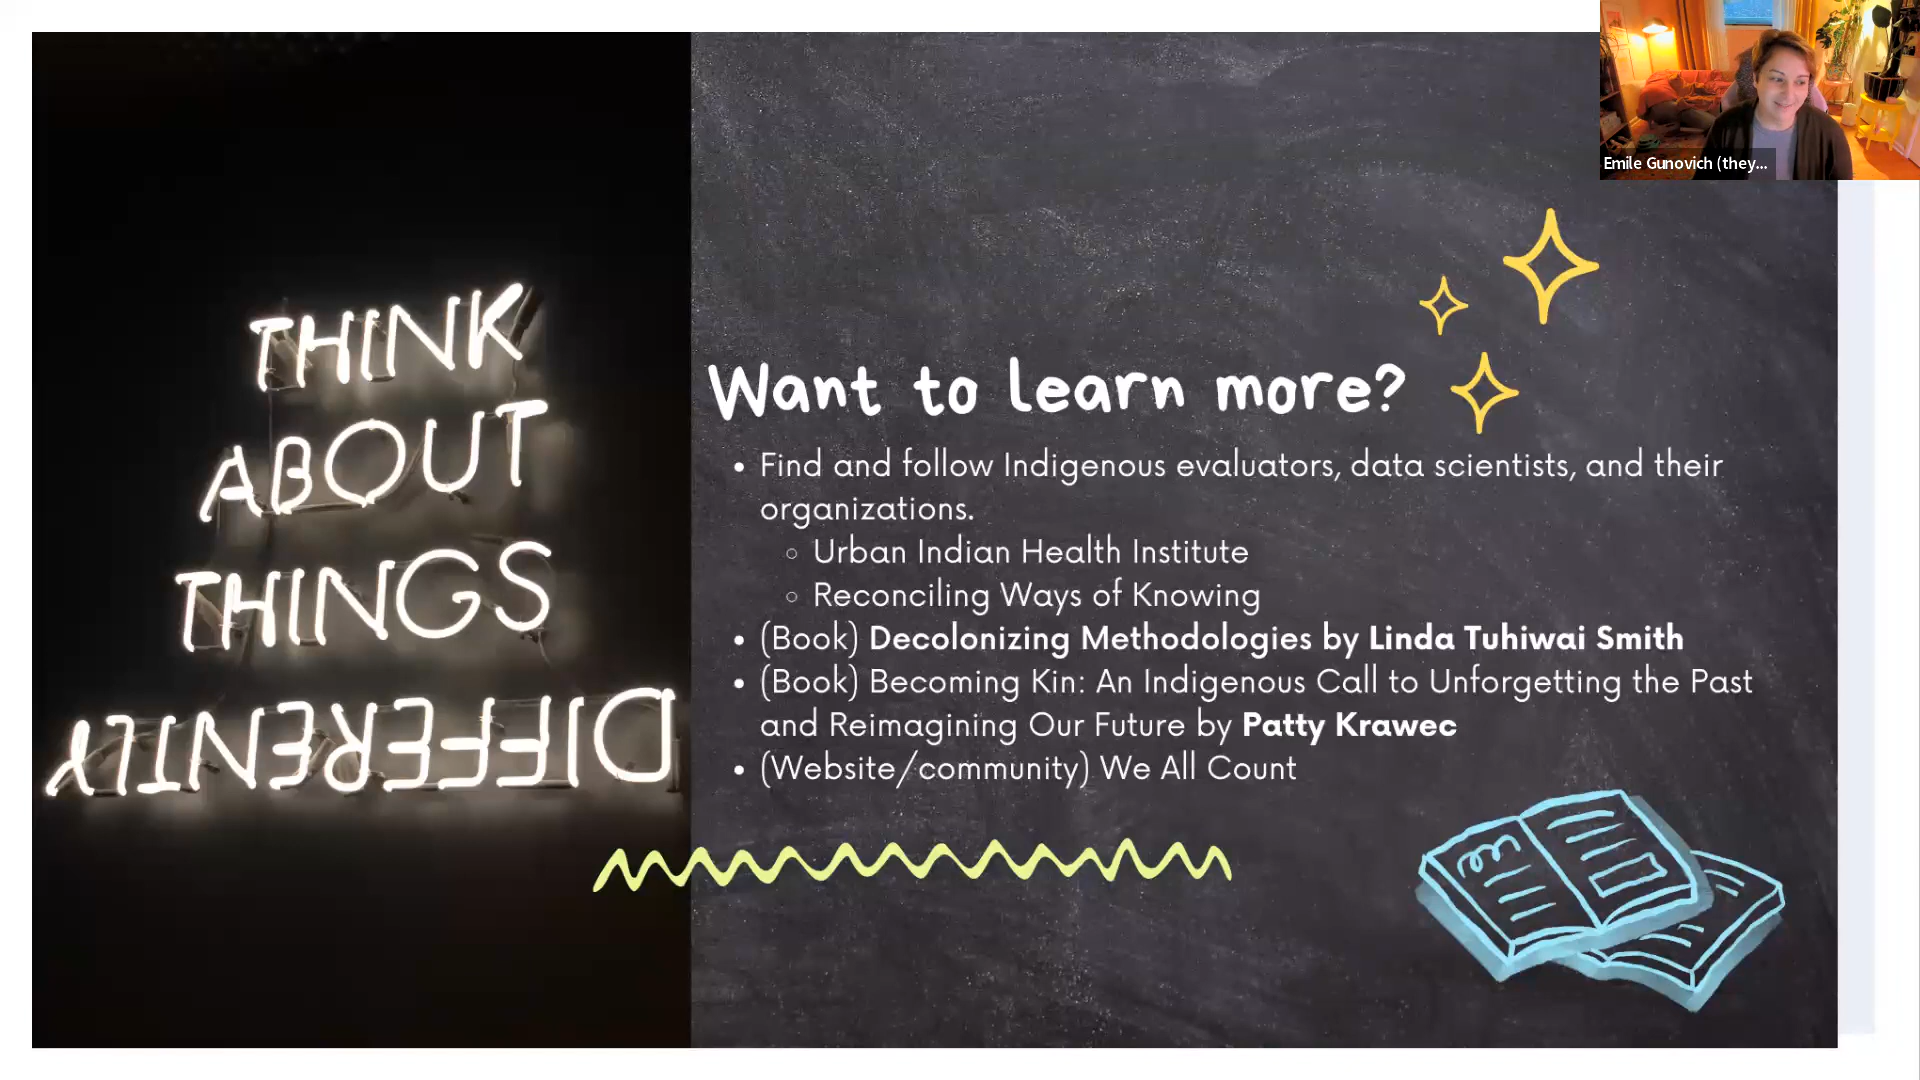 Emile Gunovich (they...
THINK
ABOUT
THINGS
DIFFERENTLY
Want to learn more?
• Find and follow Indigenous evaluators, data scientists, and their
organizations.
○ Urban Indian Health Institute
○ Reconciling Ways of Knowing
• (Book) Decolonizing Methodologies by Linda Tuhiwai Smith
• (Book) Becoming Kin: An Indigenous Call to Unforgetting the Past
and Reimagining Our Future by Patty Krawec
• (Website/community) We All Count